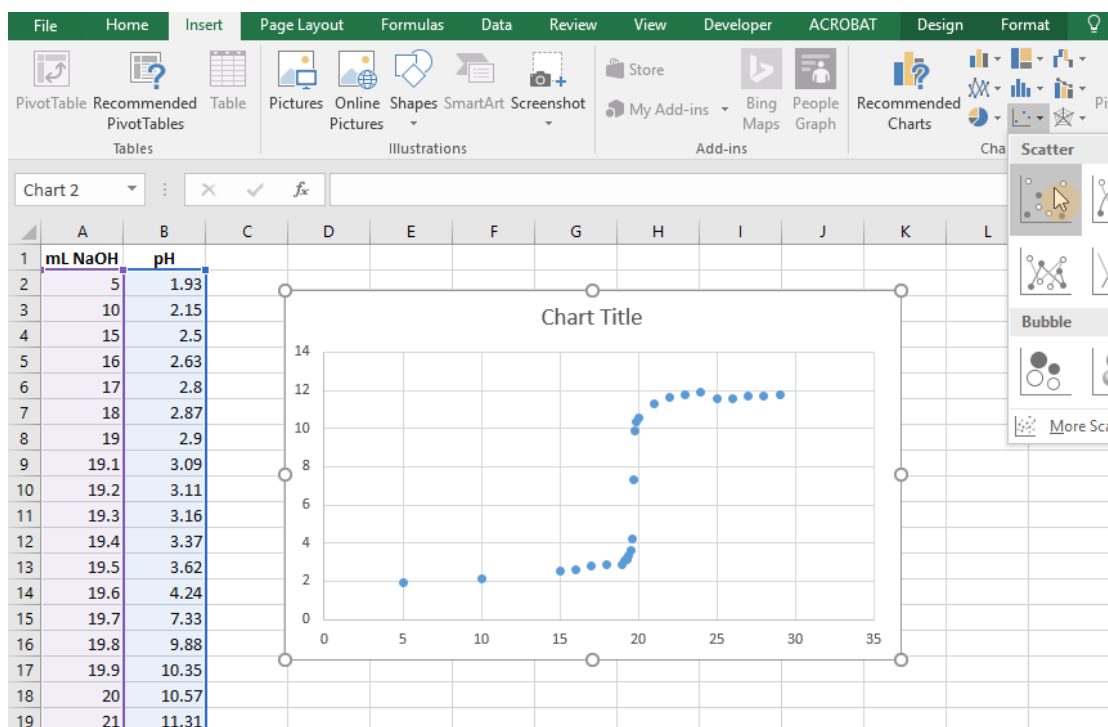 File Home Insert Page Layout Formulas Data Review View Developer ACROBAT Design Format
PivotTable Recommended PivotTables Table
Tables
Pictures Online Pictures Shapes SmartArt Screenshot
Illustrations
Store
My Add-ins
Bing Maps People Graph
Add-ins
Recommended Charts
Cha
Pi
Scatter
Bubble
More Sca
Chart 2 fx
A B C D E F G H I J K L
1 mL NaOH pH
2 5 1.93
3 10 2.15
4 15 2.5
5 16 2.63
6 17 2.8
7 18 2.87
8 19 2.9
9 19.1 3.09
10 19.2 3.11
11 19.3 3.16
12 19.4 3.37
13 19.5 3.62
14 19.6 4.24
15 19.7 7.33
16 19.8 9.88
17 19.9 10.35
18 20 10.57
19 21 11.31
Chart Title
14
12
10
8
6
4
2
0
0 5 10 15 20 25 30 35